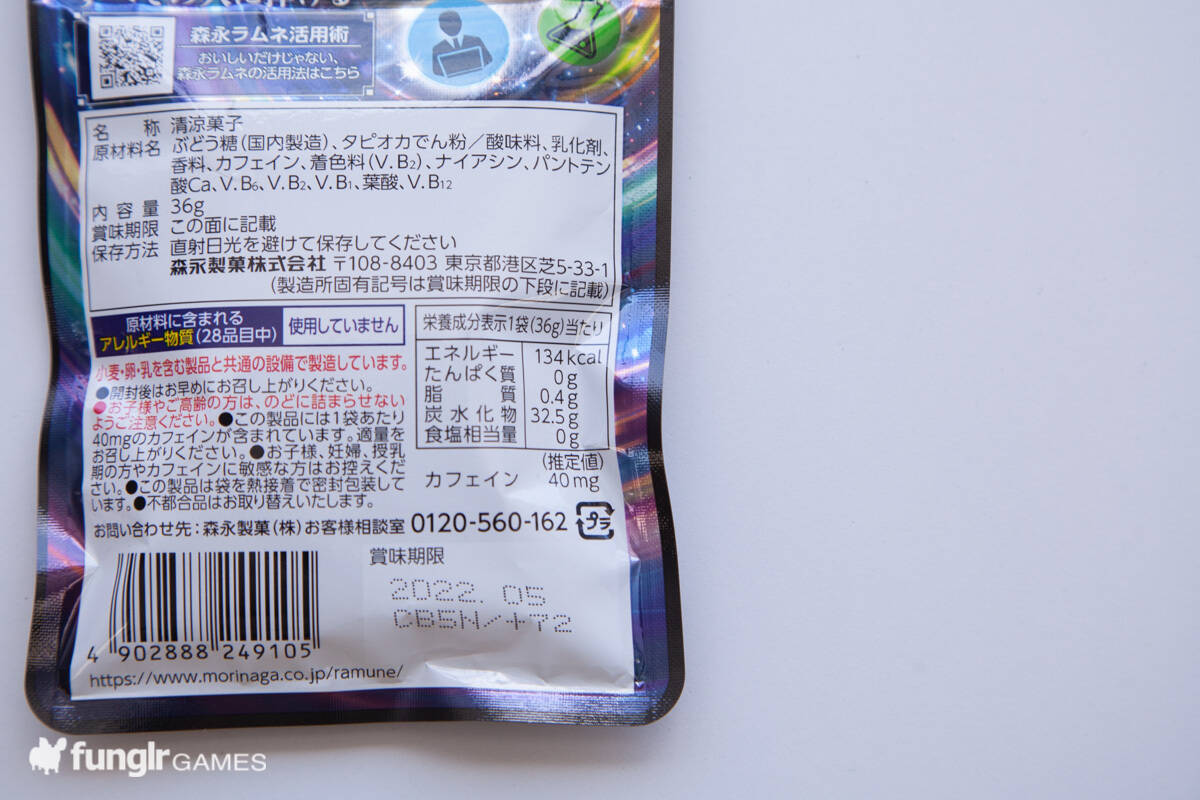 森永ラムネ活用術
おいしいだけじゃない、
森永ラムネの活用法はこちら
名称 清涼菓子
原材料名 ぶどう糖(国内製造)、タピオカでん粉／酸味料、乳化剤、
香料、カフェイン、着色料(V.B2)、ナイアシン、パントテン
酸Ca、V.B6、V.B2、V.B1、葉酸、V.B12
内容量 36g
賞味期限 この面に記載
保存方法 直射日光を避けて保存してください
森永製菓株式会社 〒108-8403 東京都港区芝5-33-1
(製造所固有記号は賞味期限の下段に記載)
原材料に含まれる
アレルギー物質(28品目中) 使用していません
小麦・卵・乳を含む製品と共通の設備で製造しています。
●開封後はお早めにお召し上がりください。
●お子様やご高齢の方は、のどに詰まらせない
ようご注意ください。●この製品には1袋あたり
40mgのカフェインが含まれています。適量を
お召し上がりください。●お子様、妊婦、授乳
期の方やカフェインに敏感な方はお控えくだ
さい。●この製品は袋を熱接着で密封包装して
います。●不都合品はお取り替えいたします。
栄養成分表示1袋(36g)当たり
エネルギー 134kcal
たんぱく質 0g
脂質 0.4g
炭水化物 32.5g
食塩相当量 0g
(推定値)
カフェイン 40mg
お問い合わせ先：森永製菓(株)お客様相談室 0120-560-162
プラ
賞味期限
2022.05
CB5N/+72
4 902888 249105
https://www.morinaga.co.jp/ramune/
funglr GAMES